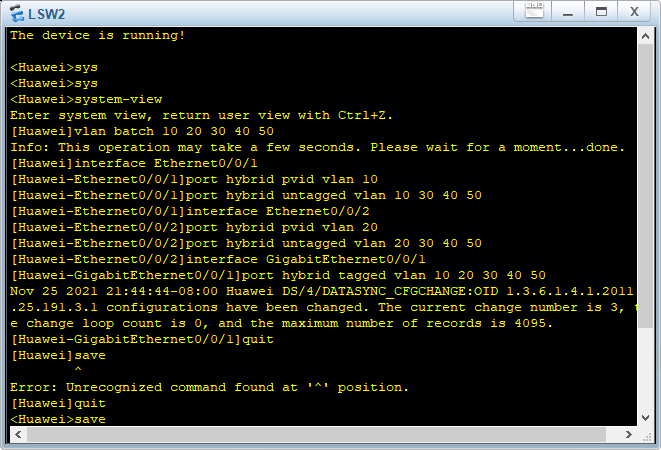 LSW2
The device is running!
<Huawei>sys
<Huawei>sys
<Huawei>system-view
Enter system view, return user view with Ctrl+Z.
[Huawei]vlan batch 10 20 30 40 50
Info: This operation may take a few seconds. Please wait for a moment...done.
[Huawei]interface Ethernet0/0/1
[Huawei-Ethernet0/0/1]port hybrid pvid vlan 10
[Huawei-Ethernet0/0/1]port hybrid untagged vlan 10 30 40 50
[Huawei-Ethernet0/0/1]interface Ethernet0/0/2
[Huawei-Ethernet0/0/2]port hybrid pvid vlan 20
[Huawei-Ethernet0/0/2]port hybrid untagged vlan 20 30 40 50
[Huawei-Ethernet0/0/2]interface GigabitEthernet0/0/1
[Huawei-GigabitEthernet0/0/1]port hybrid tagged vlan 10 20 30 40 50
Nov 25 2021 21:44:44-08:00 Huawei DS/4/DATASYNC_CFGCHANGE:OID 1.3.6.1.4.1.2011
.25.191.3.1 configurations have been changed. The current change number is 3, t
e change loop count is 0, and the maximum number of records is 4095.
[Huawei-GigabitEthernet0/0/1]quit
[Huawei]save
^
Error: Unrecognized command found at '^' position.
[Huawei]quit
<Huawei>save